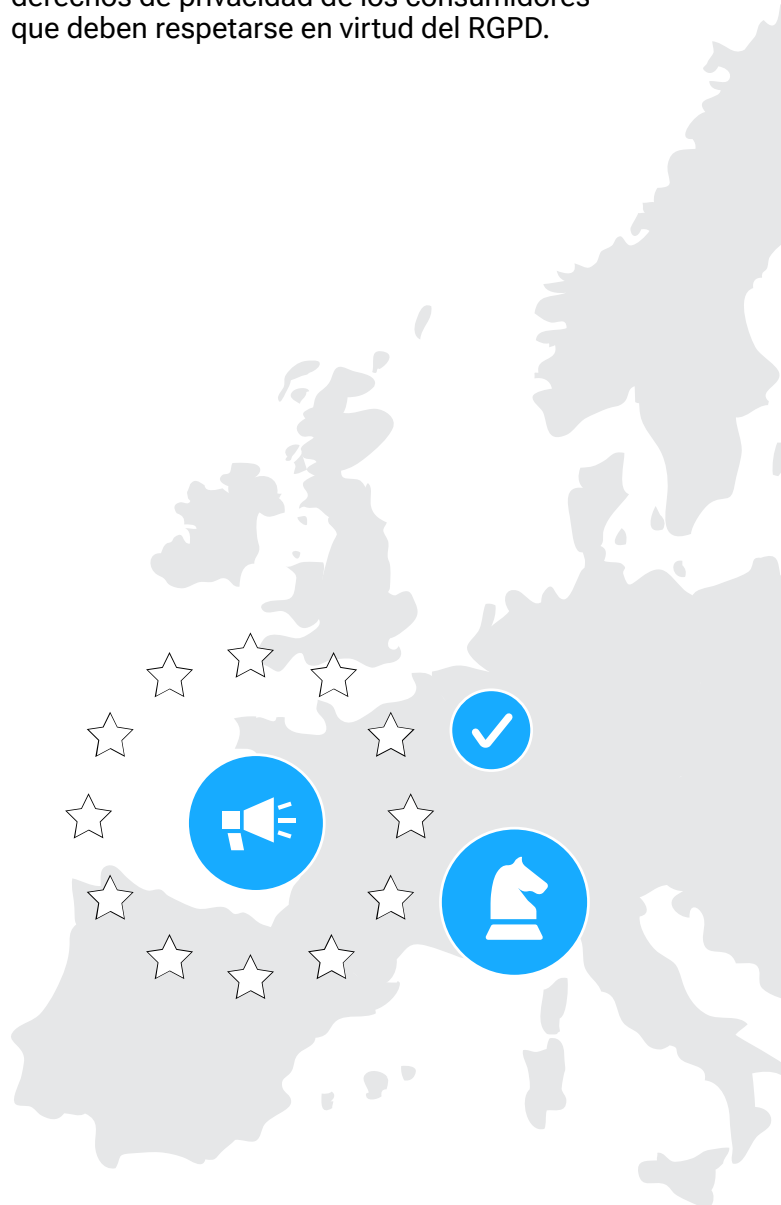 derechos de privacidad de los consumidores
que deben respetarse en virtud del RGPD.